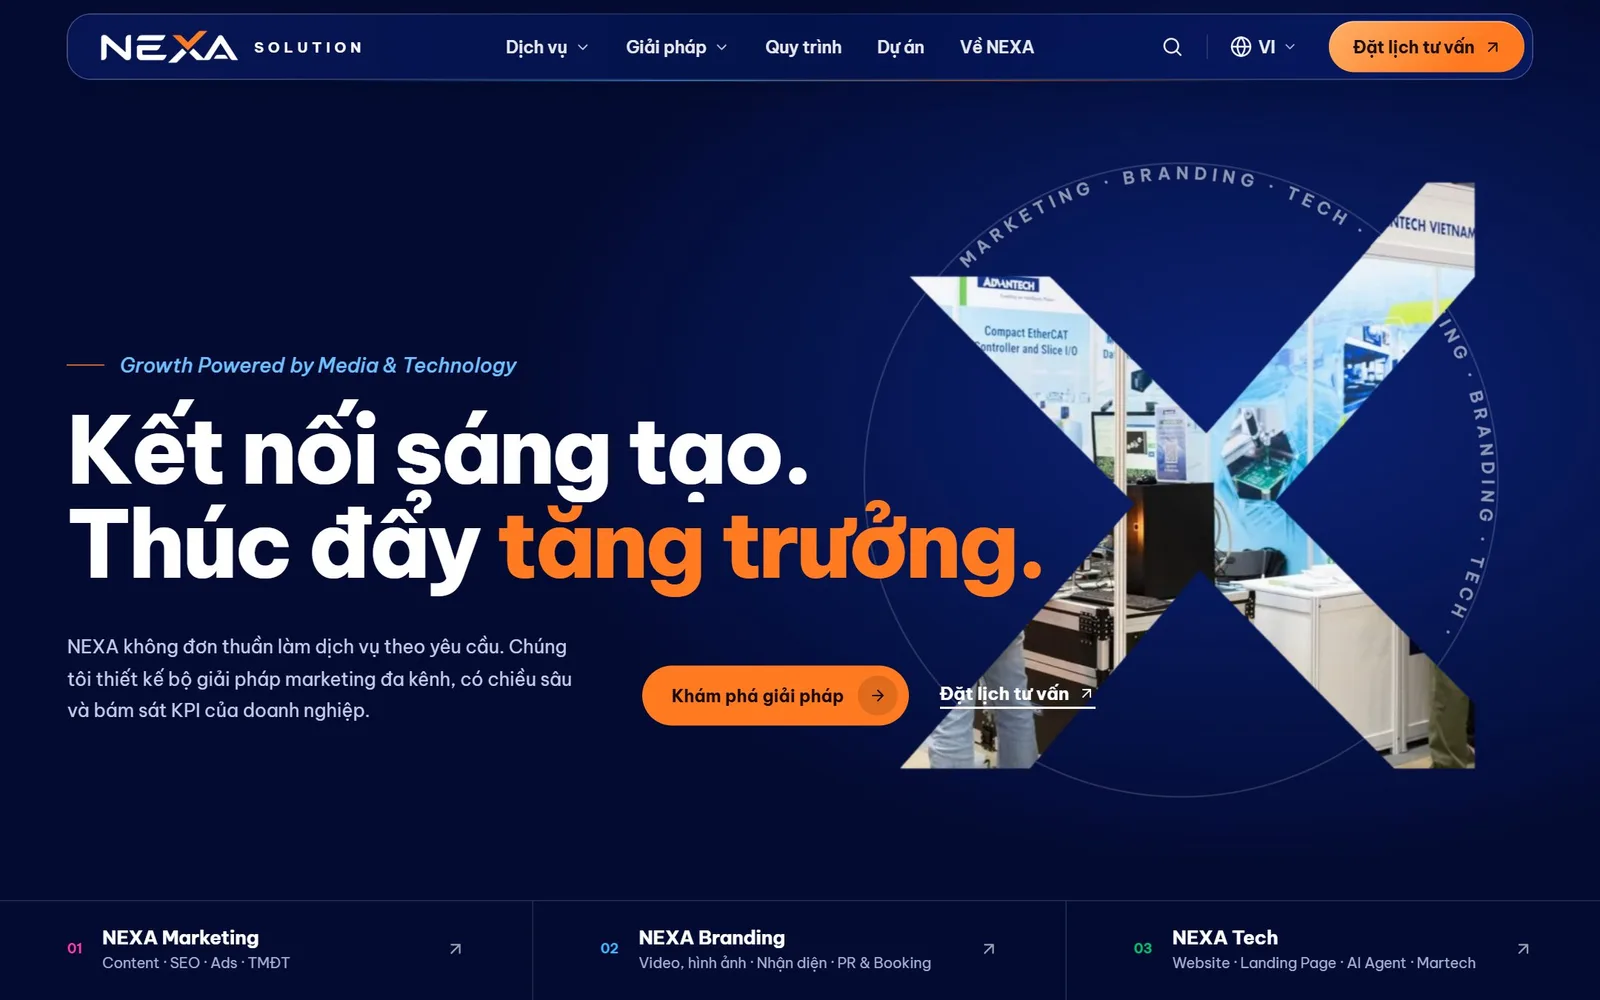 NEXA SOLUTION
Dịch vụ
Giải pháp
Quy trình
Dự án
Về NEXA
VI
Đặt lịch tư vấn
MARKETING · BRANDING · TECH ·
NTECH VIETNAM
ADVANTECH
Compact EtherCAT
Controller and Slice I/O
ING · BRANDING · TECH ·
Growth Powered by Media & Technology
Kết nối sáng tạo.
Thúc đẩy tăng trưởng.
NEXA không đơn thuần làm dịch vụ theo yêu cầu. Chúng
tôi thiết kế bộ giải pháp marketing đa kênh, có chiều sâu
và bám sát KPI của doanh nghiệp.
Khám phá giải pháp
Đặt lịch tư vấn
01
NEXA Marketing
Content · SEO · Ads · TMĐT
02
NEXA Branding
Video, hình ảnh · Nhận diện · PR & Booking
03
NEXA Tech
Website · Landing Page · AI Agent · Martech